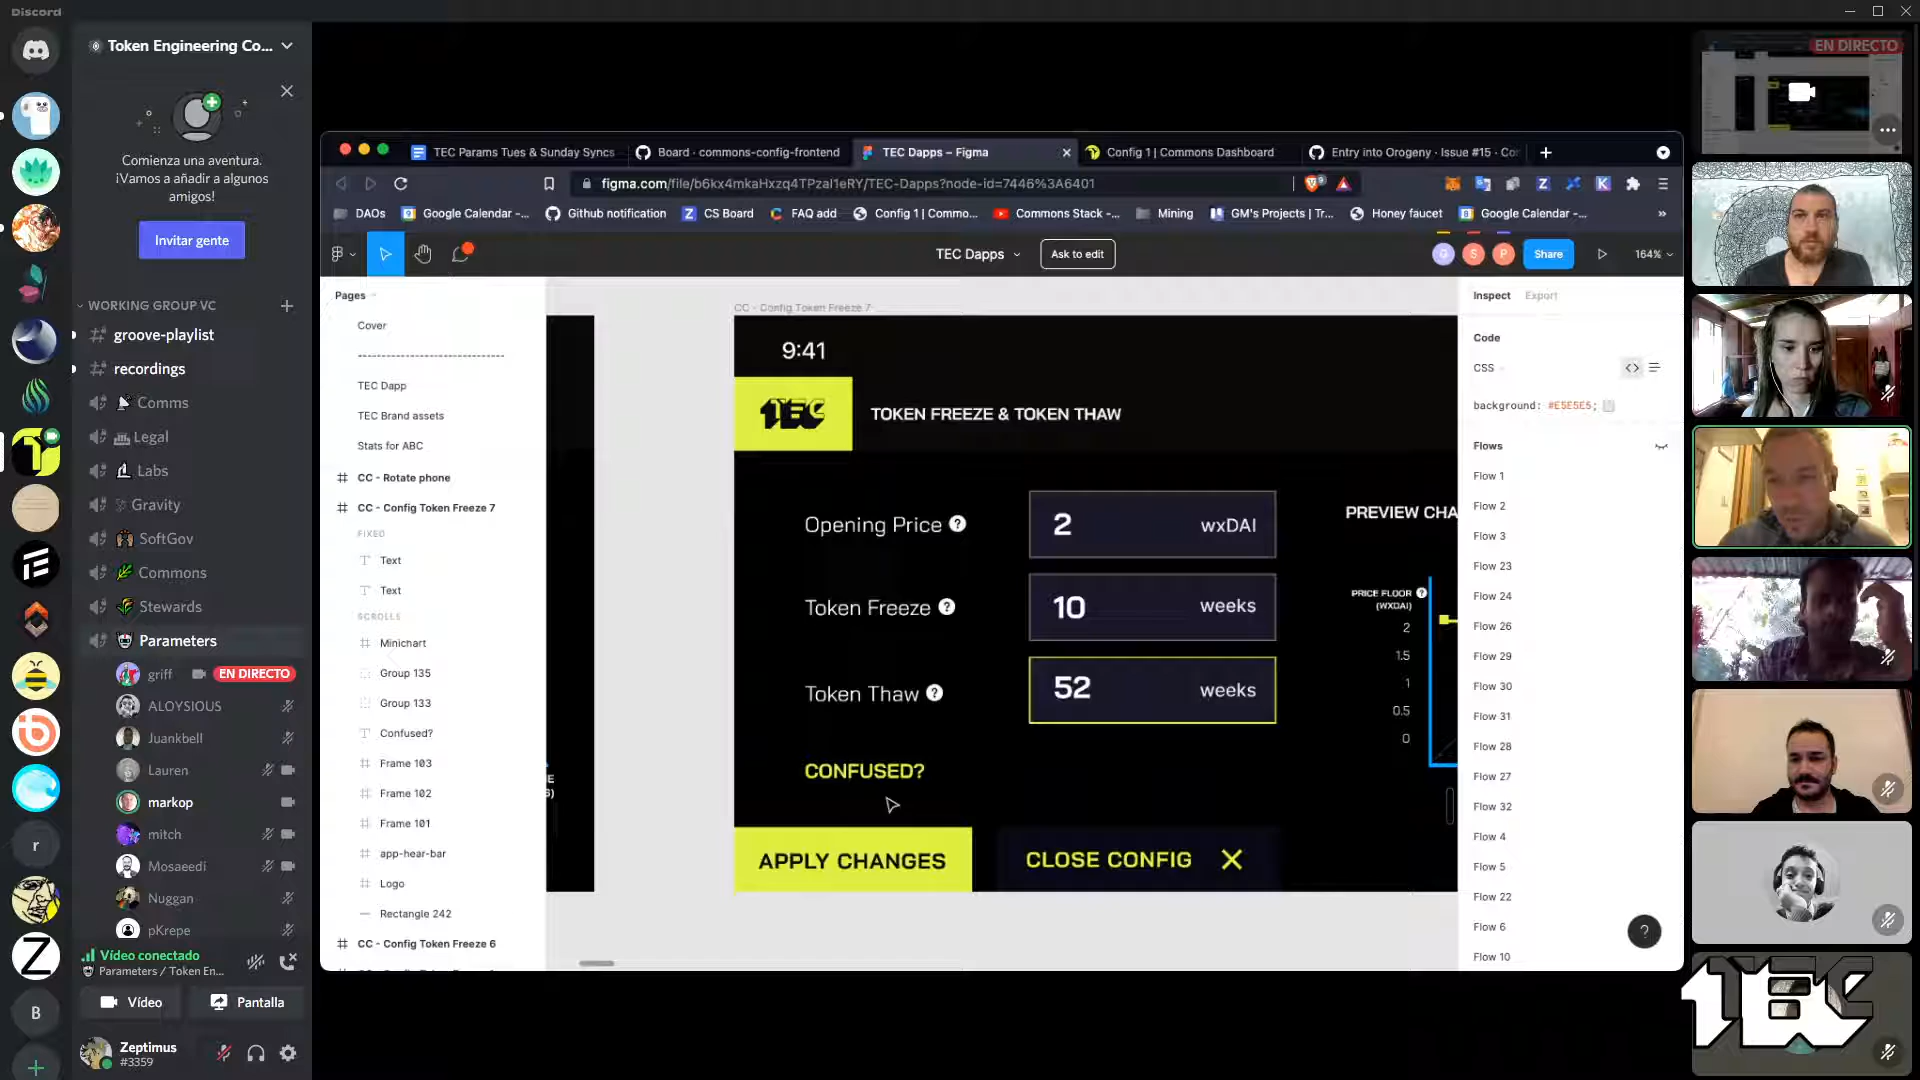 Discord
Token Engineering Co...
Comienza una aventura.
¡Vamos a añadir a algunos
amigos!
Invitar gente
WORKING GROUP VC
groove-playlist
recordings
Comms
Legal
Labs
Gravity
SoftGov
Commons
Stewards
Parameters
griff
EN DIRECTO
ALOYSIOUS
Juankbell
Lauren
markop
mitch
Mosaeedi
Nuggan
pKrepe
Vídeo conectado
Parameters / Token En...
Vídeo
Pantalla
Zeptimus
#3359
r
Z
B
TEC Params Tues & Sunday Syncs
Board · commons-config-frontend
TEC Dapps – Figma
Config 1 | Commons Dashboard
Entry into Orogeny · Issue #15 · Co
figma.com/file/b6kx4mkaHxzq4TPzaI1eRY/TEC-Dapps?node-id=7446%3A6401
DAOs
Google Calendar -...
Github notification
CS Board
FAQ add
Config 1 | Commo...
Commons Stack -...
Mining
GM's Projects | Tr...
Honey faucet
Google Calendar -...
TEC Dapps
Ask to edit
G
S
P
Share
164%
Pages
Cover
------------------------------
TEC Dapp
TEC Brand assets
Stats for ABC
CC - Rotate phone
CC - Config Token Freeze 7
FIXED
Text
Text
SCROLLS
Minichart
Group 135
Group 133
Confused?
Frame 103
Frame 102
Frame 101
app-hear-bar
Logo
Rectangle 242
CC - Config Token Freeze 6
CC - Config Token Freeze 7
9:41
TEC
TOKEN FREEZE & TOKEN THAW
Opening Price ?
2 wxDAI
Token Freeze ?
10 weeks
Token Thaw ?
52 weeks
CONFUSED?
APPLY CHANGES
CLOSE CONFIG
PREVIEW CHA
PRICE FLOOR ?
(WXDAI)
2
1.5
1
0.5
0
Inspect
Export
Code
CSS
background: #E5E5E5;
Flows
Flow 1
Flow 2
Flow 3
Flow 23
Flow 24
Flow 26
Flow 29
Flow 30
Flow 31
Flow 28
Flow 27
Flow 32
Flow 4
Flow 5
Flow 22
Flow 6
Flow 10
?
EN DIRECTO
TEC